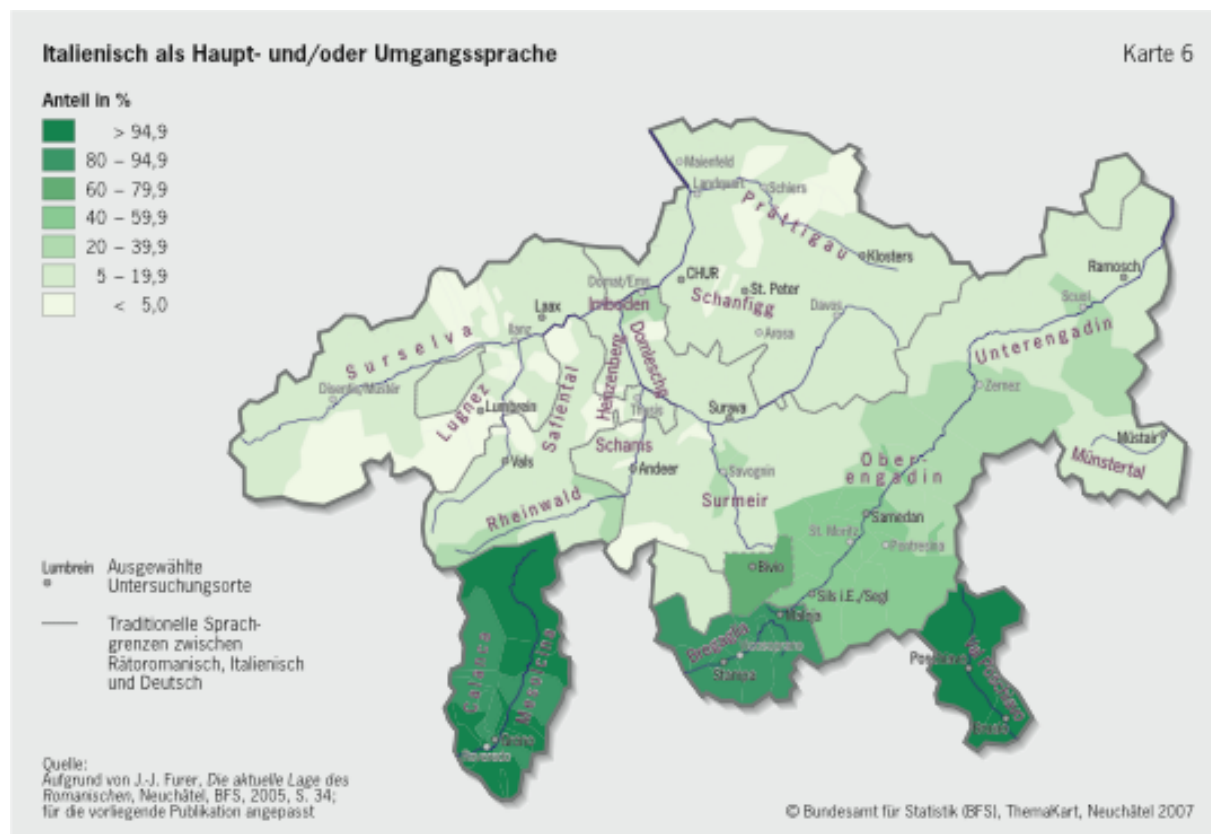 Italienisch als Haupt- und/oder Umgangssprache
Karte 6
Anteil in %
> 94,9
80 – 94,9
60 – 79,9
40 – 59,9
20 – 39,9
5 – 19,9
< 5,0
Maienfeld
Landquart
Schiers
Prättigau
Klosters
CHUR
St. Peter
Schanfigg
Domat/Ems
Imboden
Davos
Arosa
Ramosch
Scuol
Unterengadin
Zernez
Laax
Ilanz
Surselva
Disentis/Mustér
Lugnez
Lumbrein
Safiental
Heinzenberg
Domleschg
Thusis
Surava
Müstair
Münstertal
Vals
Schams
Andeer
Savognin
Surmeir
Ober-
engadin
Rheinwald
Samedan
St. Moritz
Pontresina
Bivio
Sils i.E./Segl
Maloja
Bregaglia
Stampa
Calanca
Mesolcina
Lumbrein
Ausgewählte
Untersuchungsorte
Traditionelle Sprach-
grenzen zwischen
Rätoromanisch, Italienisch
und Deutsch
Quelle:
Aufgrund von J.-J. Furer, Die aktuelle Lage des
Romanischen, Neuchâtel, BFS, 2005, S. 34;
für die vorliegende Publikation angepasst
© Bundesamt für Statistik (BFS), ThemaKart, Neuchâtel 2007